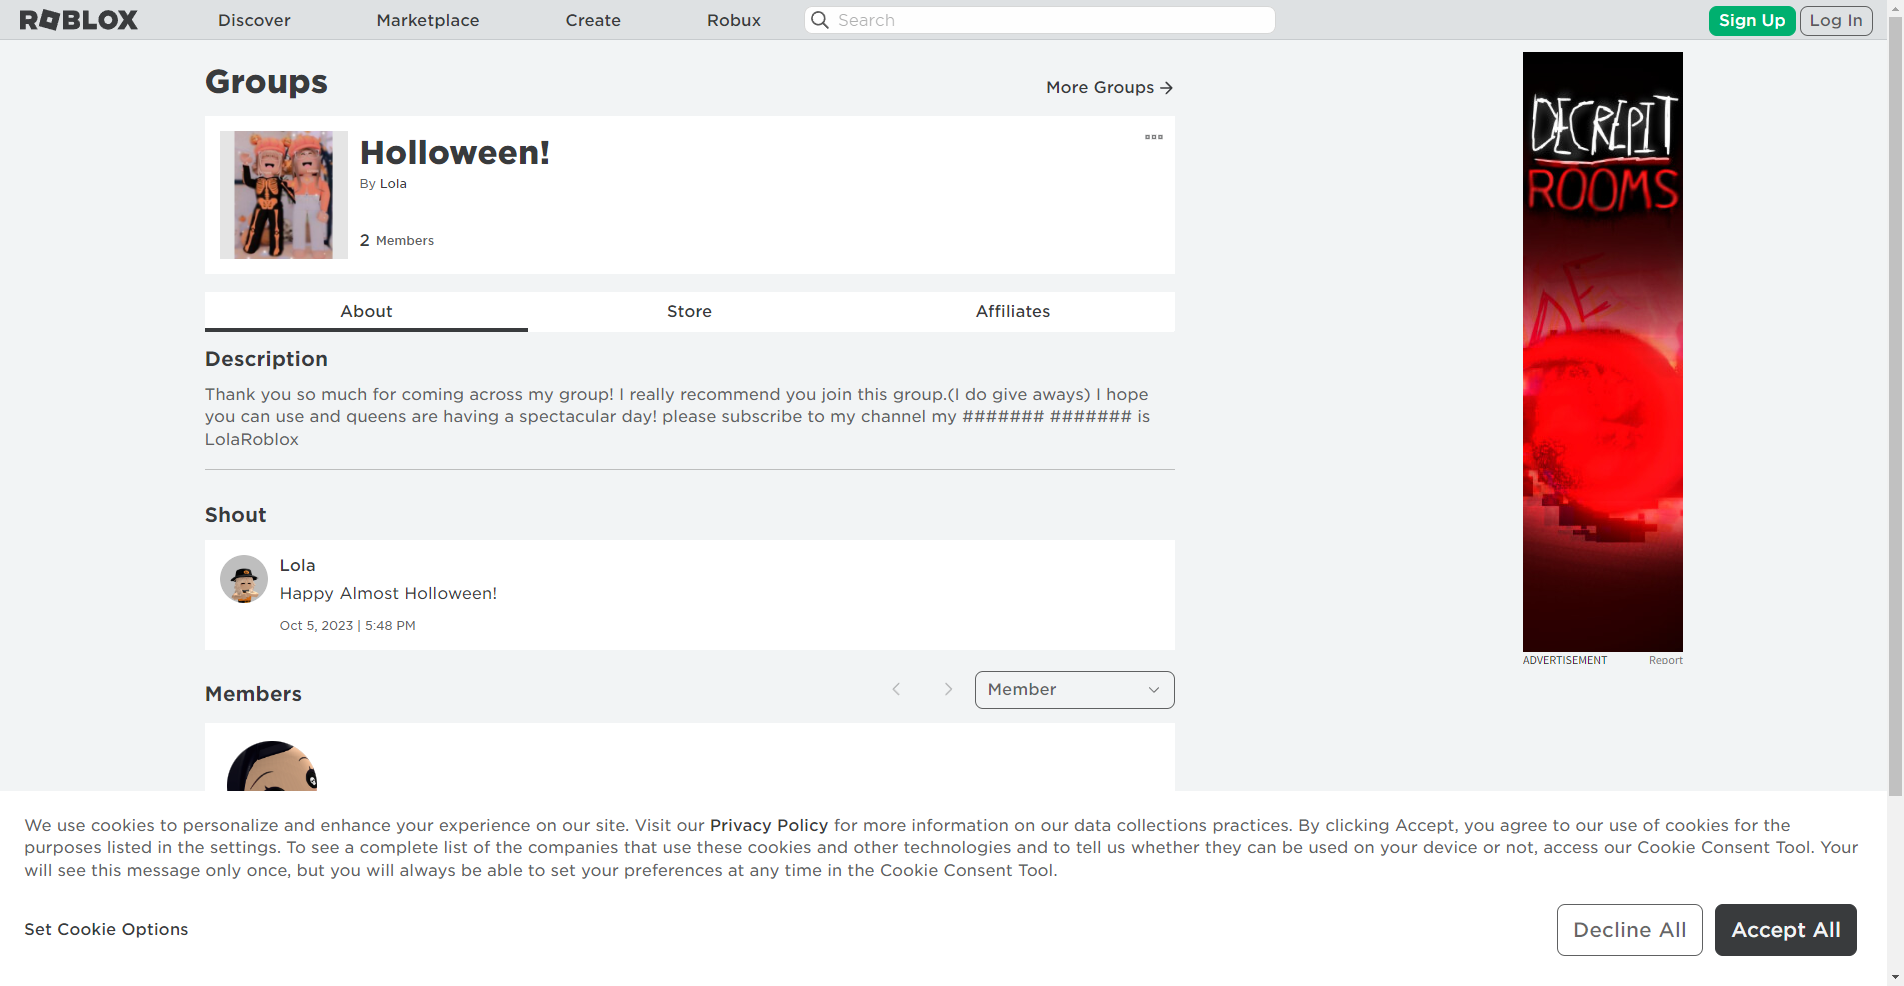 ROBLOX Discover Marketplace Create Robux Search Sign Up Log In
Groups
More Groups
Holloween!
By Lola
2 Members
About Store Affiliates
Description
Thank you so much for coming across my group! I really recommend you join this group.(I do give aways) I hope
you can use and queens are having a spectacular day! please subscribe to my channel my ####### ####### is
LolaRoblox
Shout
Lola
Happy Almost Holloween!
Oct 5, 2023 | 5:48 PM
Members
Member
DECREPIT
ROOMS
ADVERTISEMENT Report
We use cookies to personalize and enhance your experience on our site. Visit our Privacy Policy for more information on our data collections practices. By clicking Accept, you agree to our use of cookies for the
purposes listed in the settings. To see a complete list of the companies that use these cookies and other technologies and to tell us whether they can be used on your device or not, access our Cookie Consent Tool. Your
will see this message only once, but you will always be able to set your preferences at any time in the Cookie Consent Tool.
Set Cookie Options
Decline All
Accept All